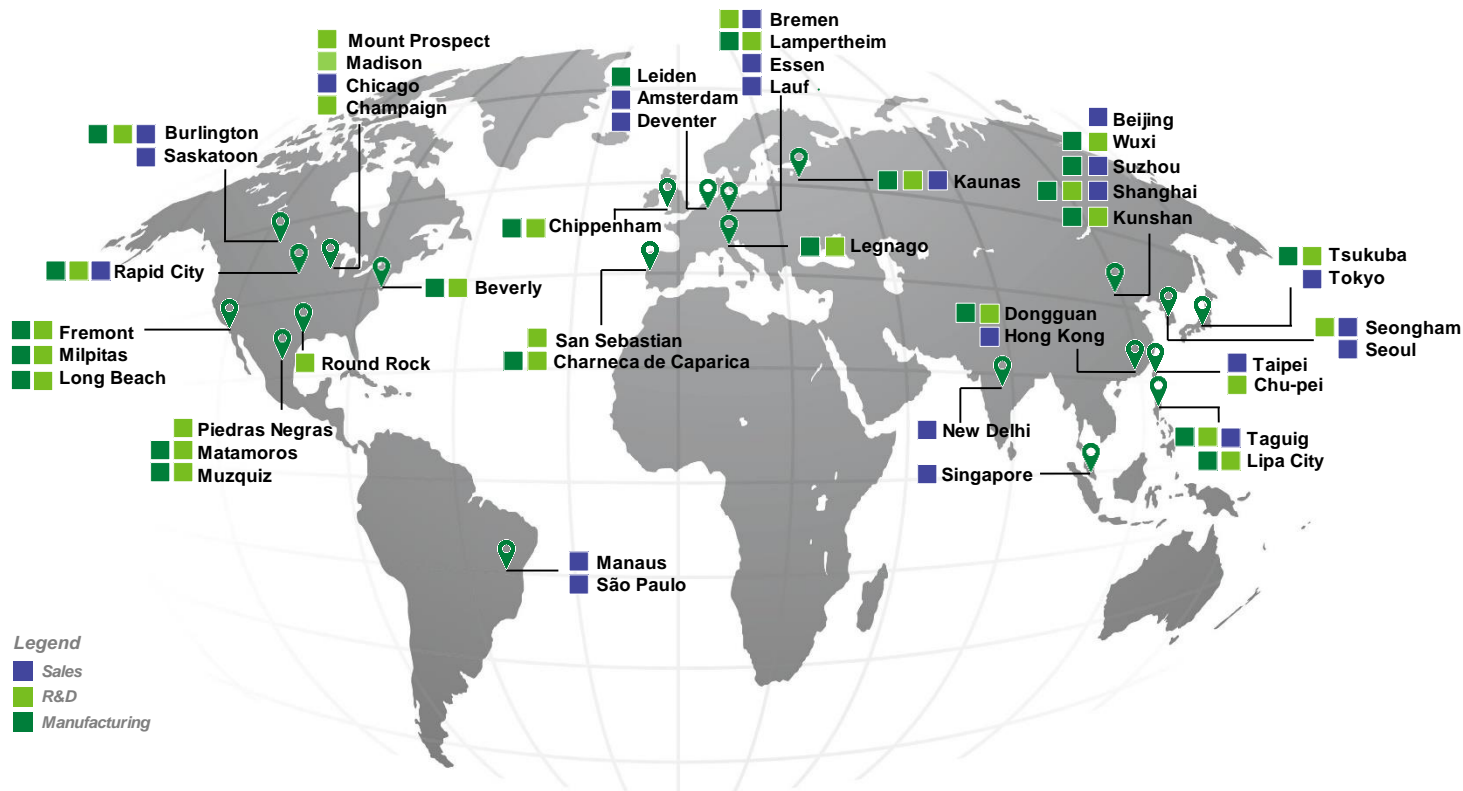 Mount Prospect
Madison
Chicago
Champaign
Burlington
Saskatoon
Rapid City
Beverly
Fremont
Milpitas
Long Beach
Round Rock
Piedras Negras
Matamoros
Muzquiz
Manaus
São Paulo
Leiden
Amsterdam
Deventer
Bremen
Lampertheim
Essen
Lauf
Kaunas
Chippenham
Legnago
San Sebastian
Charneca de Caparica
Beijing
Wuxi
Suzhou
Shanghai
Kunshan
Tsukuba
Tokyo
Seongham
Seoul
Dongguan
Hong Kong
Taipei
Chu-pei
New Delhi
Singapore
Taguig
Lipa City
Legend
Sales
R&D
Manufacturing